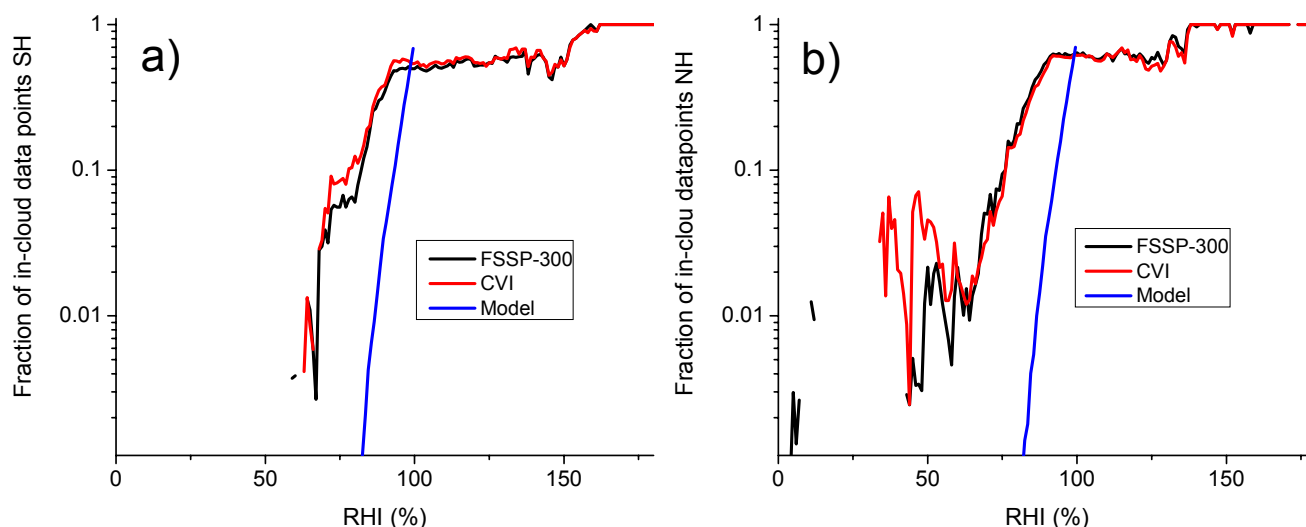 a)
Fraction of in-cloud data points SH
1
0.1
0.01
FSSP-300
CVI
Model
0
50
100
150
RHI (%)
b)
Fraction of in-clou datapoints NH
1
0.1
0.01
FSSP-300
CVI
Model
0
50
100
150
RHI (%)